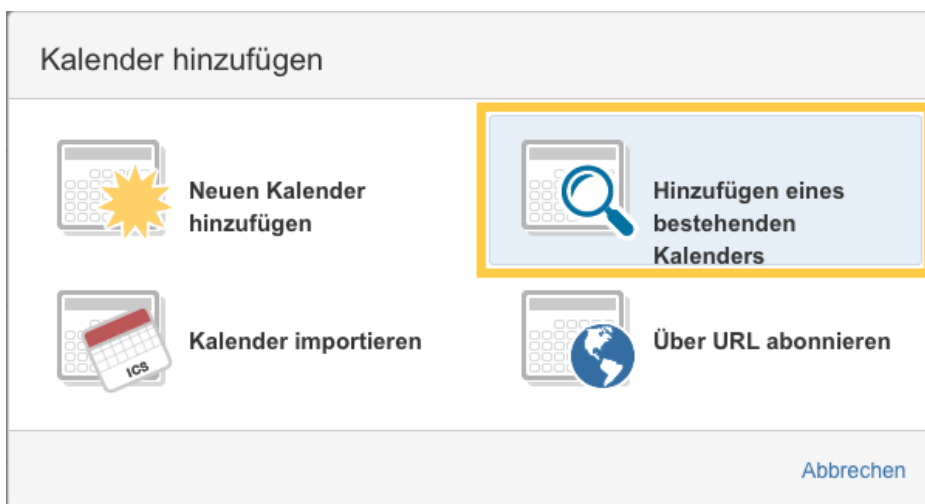 Kalender hinzufügen
Neuen Kalender
hinzufügen
Hinzufügen eines
bestehenden
Kalenders
Kalender importieren
ICS
Über URL abonnieren
Abbrechen